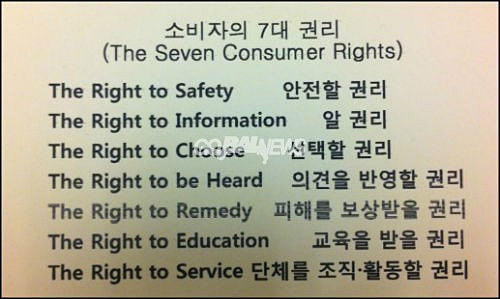 소비자의 7대 권리
(The Seven Consumer Rights)
The Right to Safety 안전할 권리
The Right to Information 알 권리
The Right to Choose 선택할 권리
The Right to be Heard 의견을 반영할 권리
The Right to Remedy 피해를 보상받을 권리
The Right to Education 교육을 받을 권리
The Right to Service 단체를 조직·활동할 권리